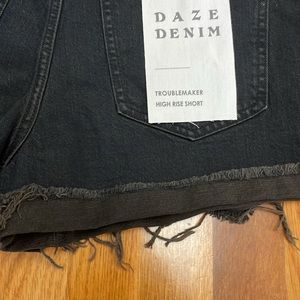 DAZE
DENIM
TROUBLEMAKER
HIGH RISE SHORT